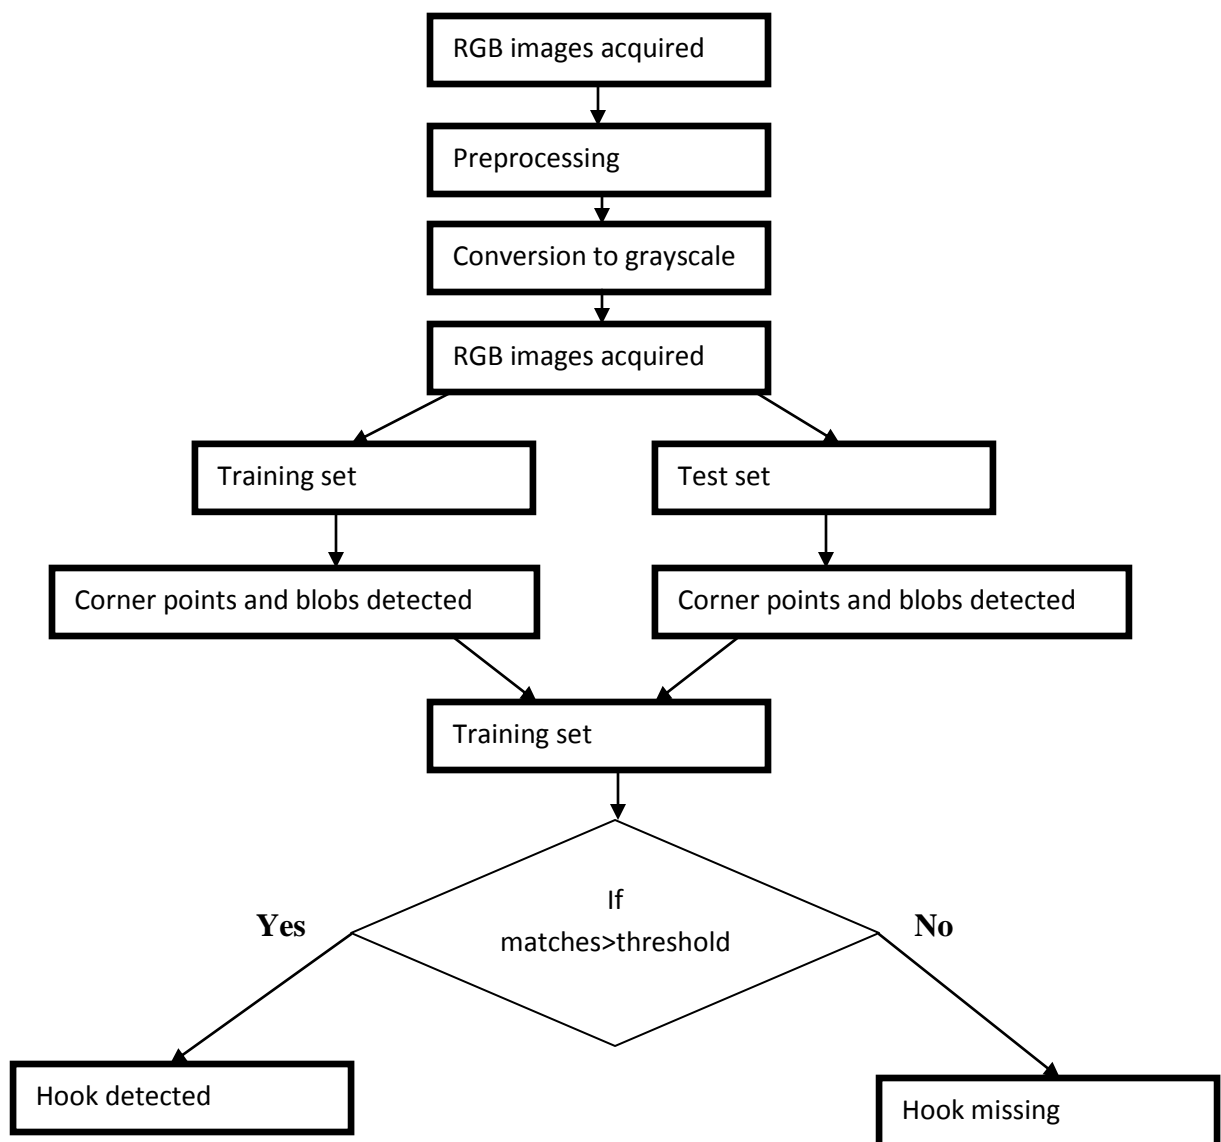 RGB images acquired
Preprocessing
Conversion to grayscale
RGB images acquired
Training set
Test set
Corner points and blobs detected
Corner points and blobs detected
Training set
If
matches>threshold
Yes
No
Hook detected
Hook missing